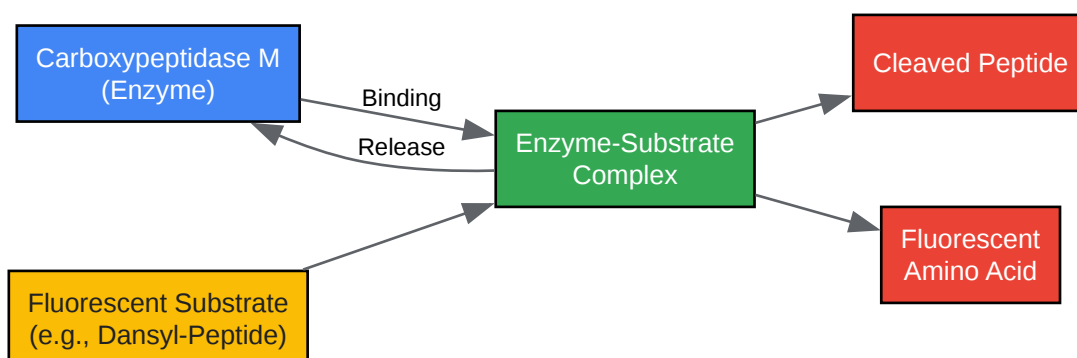 Carboxypeptidase M
(Enzyme)
Binding
Release
Enzyme-Substrate
Complex
Cleaved Peptide
Fluorescent
Amino Acid
Fluorescent Substrate
(e.g., Dansyl-Peptide)